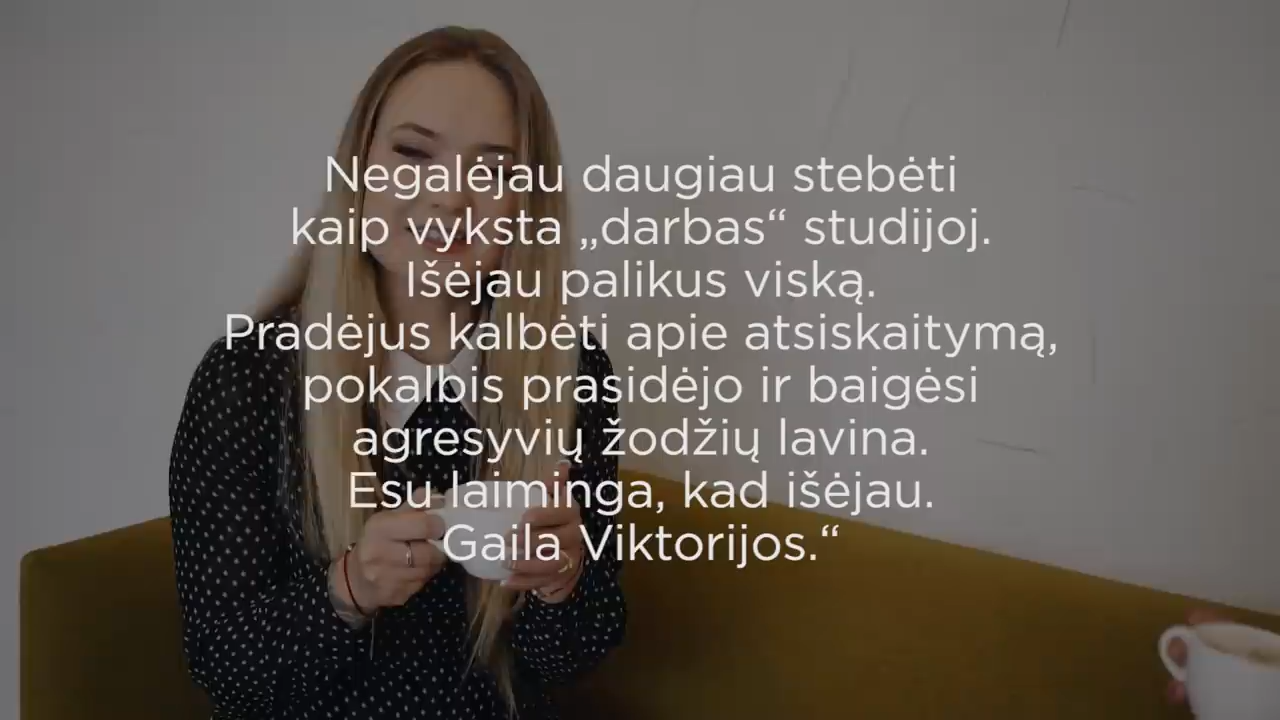 Negalėjau daugiau stebėti
kaip vyksta „darbas“ studijoj.
Išėjau palikus viską.
Pradėjus kalbėti apie atsiskaitymą,
pokalbis prasidėjo ir baigėsi
agresyvių žodžių lavina.
Esu laiminga, kad išėjau.
Gaila Viktorijos.“